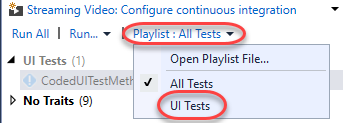 Streaming Video: Configure continuous integration
Run All | Run... | Playlist : All Tests
Open Playlist File...
UI Tests (1)
All Tests
CodedUITestMeth
UI Tests
No Traits (9)